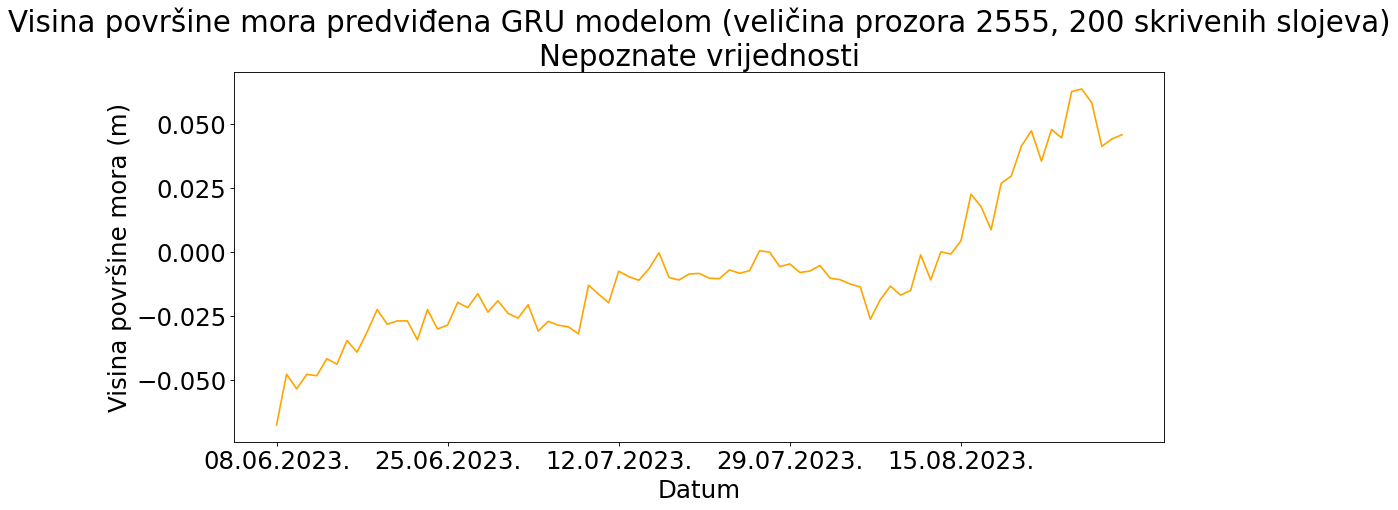 Visina površine mora predviđena GRU modelom (veličina prozora 2555, 200 skrivenih slojeva)
Nepoznate vrijednosti
Visina površine mora (m)
0.050
0.025
0.000
−0.025
−0.050
08.06.2023.
25.06.2023.
12.07.2023.
29.07.2023.
15.08.2023.
Datum